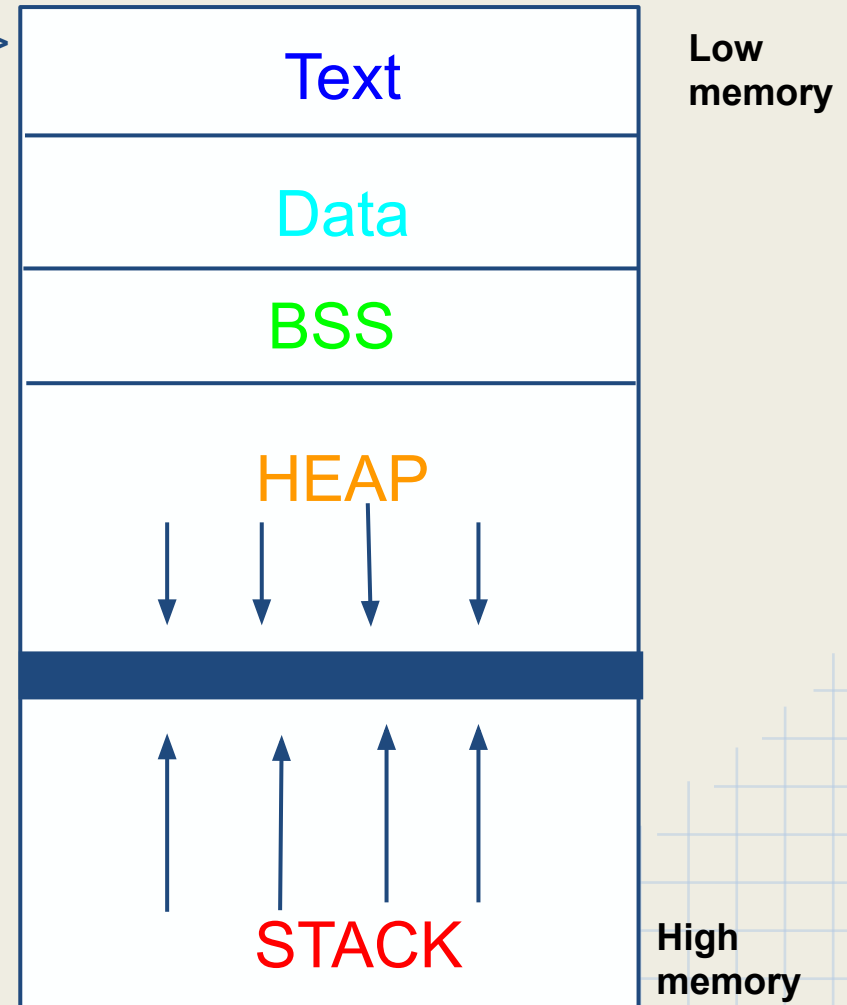 >
Text
Low
memory
Data
BSS
HEAP
STACK
High
memory